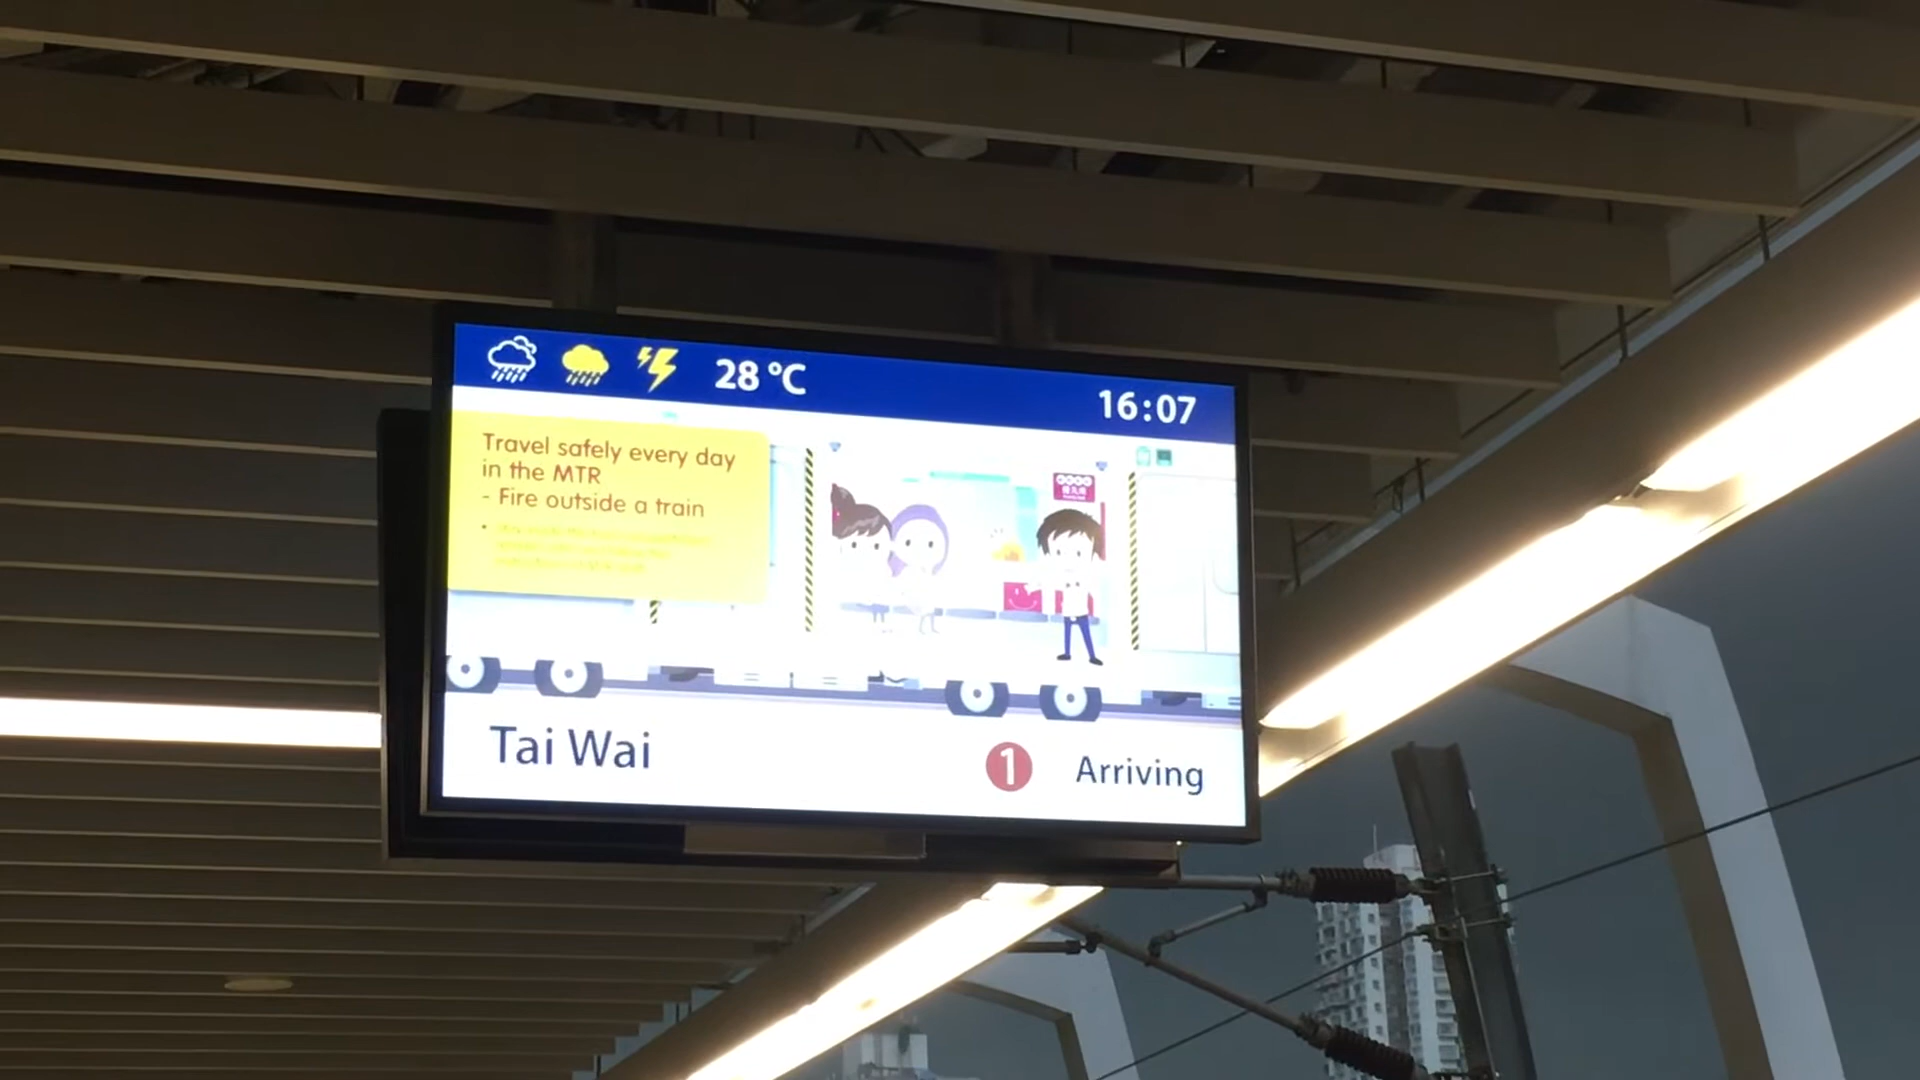 28 °C
16:07
Travel safely every day
in the MTR
- Fire outside a train
Tai Wai
1 Arriving